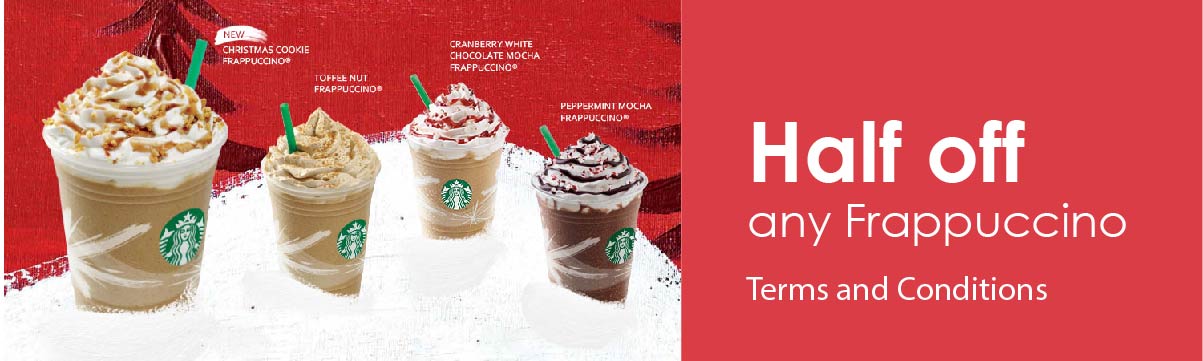 NEW
CHRISTMAS COOKIE
FRAPPUCCINO®
TOFFEE NUT
FRAPPUCCINO®
CRANBERRY WHITE
CHOCOLATE MOCHA
FRAPPUCCINO®
PEPPERMINT MOCHA
FRAPPUCCINO®
Half off
any Frappuccino
Terms and Conditions